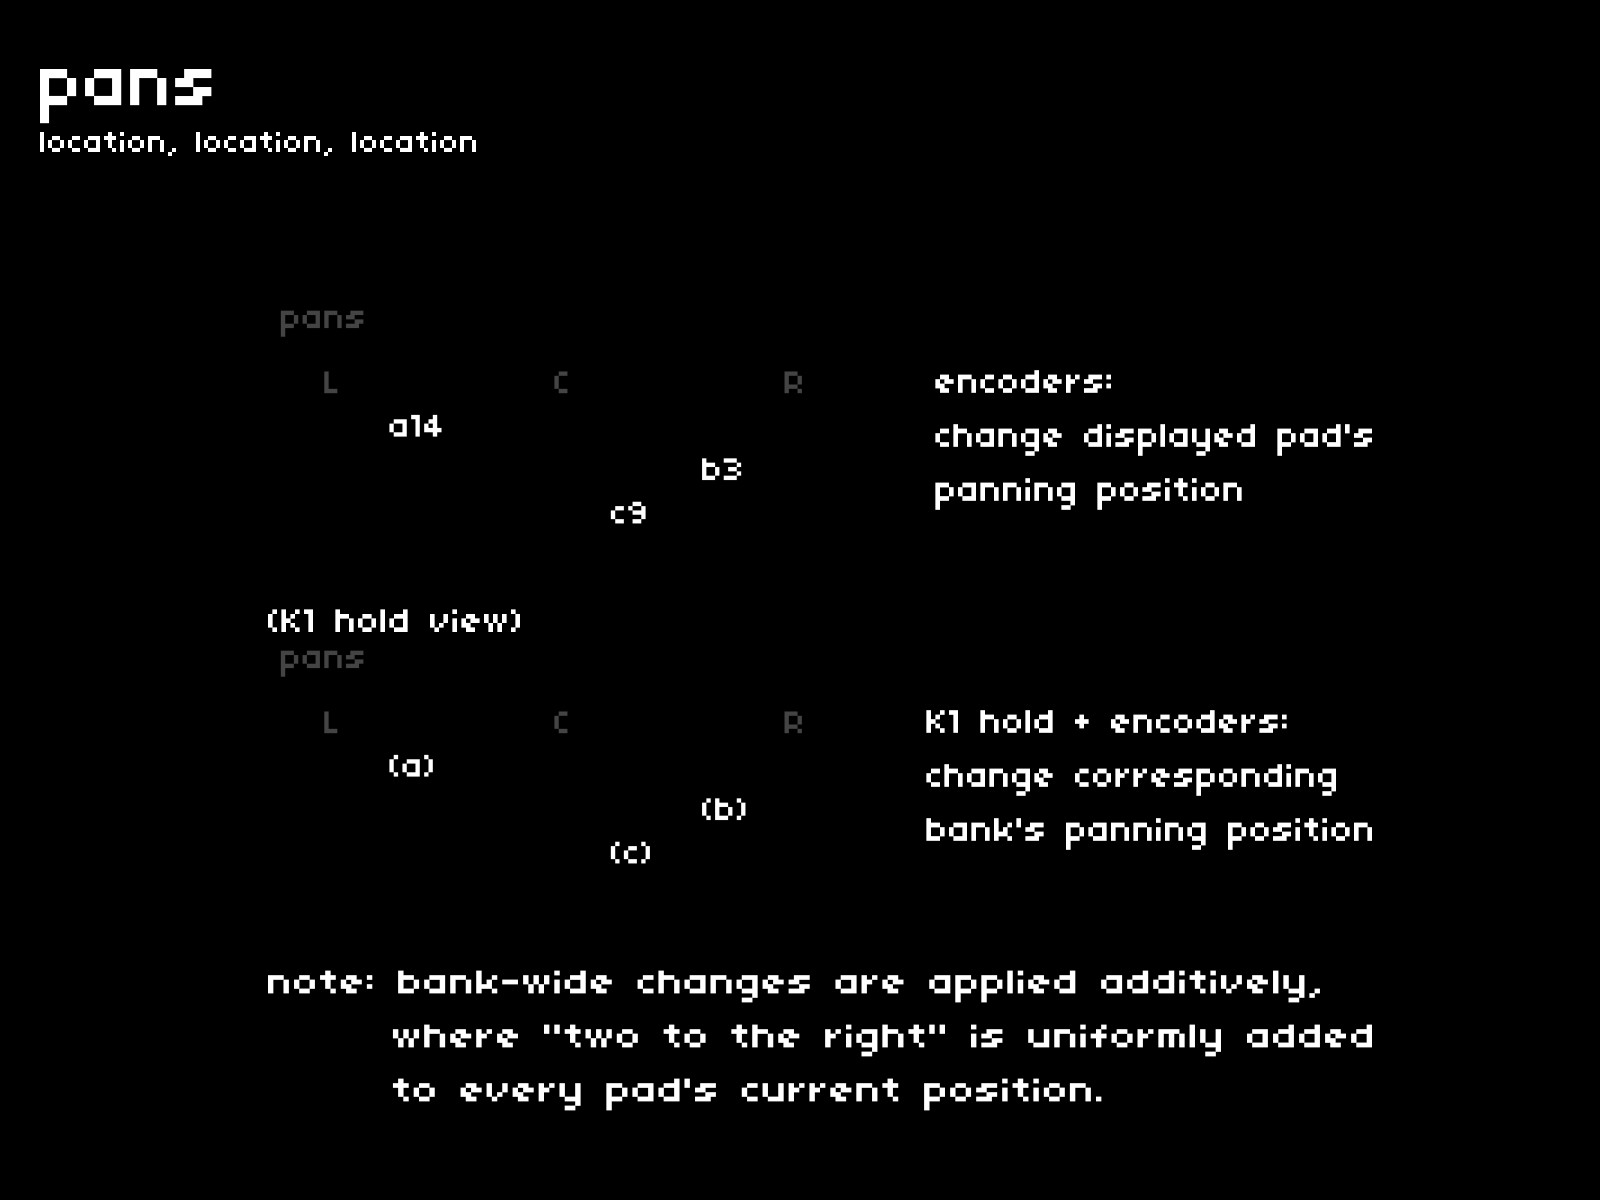 pans
location, location, location
pans
L C R
a14
b3
c9
encoders:
change displayed pad's
panning position
(K1 hold view)
pans
L C R
(a)
(b)
(c)
K1 hold + encoders:
change corresponding
bank's panning position
note: bank-wide changes are applied additively,
where "two to the right" is uniformly added
to every pad's current position.